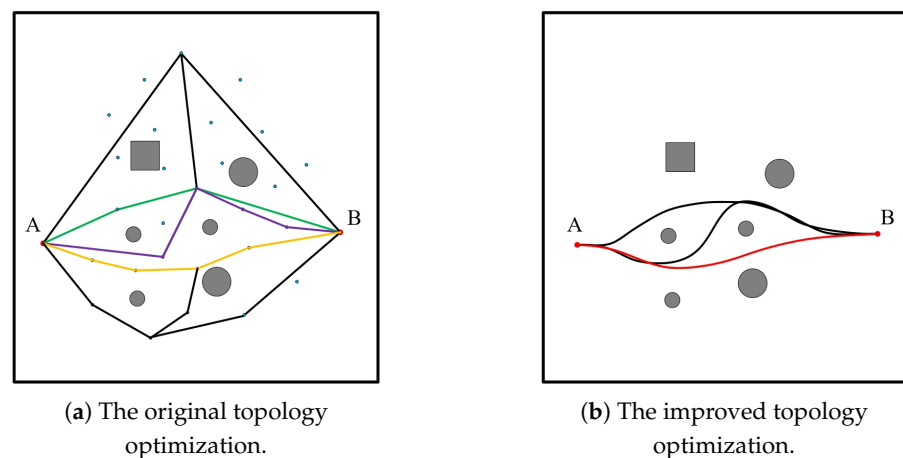 A
B
A
B
(a) The original topology
optimization.
(b) The improved topology
optimization.